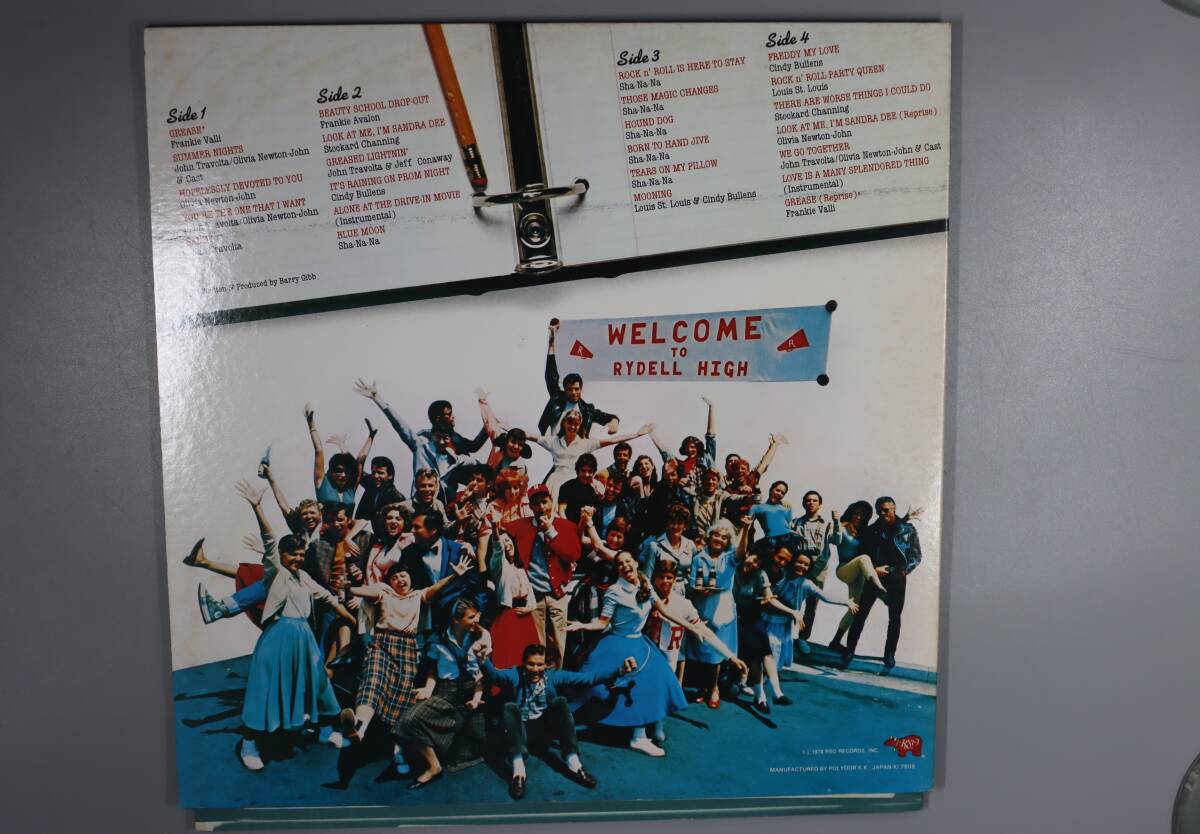 Side 1
GREASE*
Frankie Valli
SUMMER NIGHTS
John Travolta/Olivia Newton-John
& Cast
HOPELESSLY DEVOTED TO YOU
Olivia Newton-John
YOU'RE THE ONE THAT I WANT
John Travolta/Olivia Newton-John
Travolta
& Produced by Barry Gibb
Side 2
BEAUTY SCHOOL DROP-OUT
Frankie Avalon
LOOK AT ME, I'M SANDRA DEE
Stockard Channing
GREASED LIGHTNIN'
John Travolta & Jeff Conaway
IT'S RAINING ON PROM NIGHT
Cindy Bullens
ALONE AT THE DRIVE-IN MOVIE
(Instrumental)
BLUE MOON
Sha-Na-Na
Side 3
ROCK n' ROLL IS HERE TO STAY
Sha-Na-Na
THOSE MAGIC CHANGES
Sha-Na-Na
HOUND DOG
Sha-Na-Na
BORN TO HAND JIVE
Sha-Na-Na
TEARS ON MY PILLOW
Sha-Na-Na
MOONING
Louis St. Louis & Cindy Bullens
Side 4
FREDDY MY LOVE
Cindy Bullens
ROCK n' ROLL PARTY QUEEN
Louis St. Louis
THERE ARE WORSE THINGS I COULD DO
Stockard Channing
LOOK AT ME, I'M SANDRA DEE (Reprise)
Olivia Newton-John
WE GO TOGETHER
John Travolta/Olivia Newton-John & Cast
LOVE IS A MANY SPLENDORED THING
(Instrumental)
GREASE (Reprise)*
Frankie Valli
WELCOME
TO
RYDELL HIGH
R
R
R
R
1978 RSO RECORDS, INC.
RSO
MANUFACTURED BY POLYDOR K.K., JAPAN